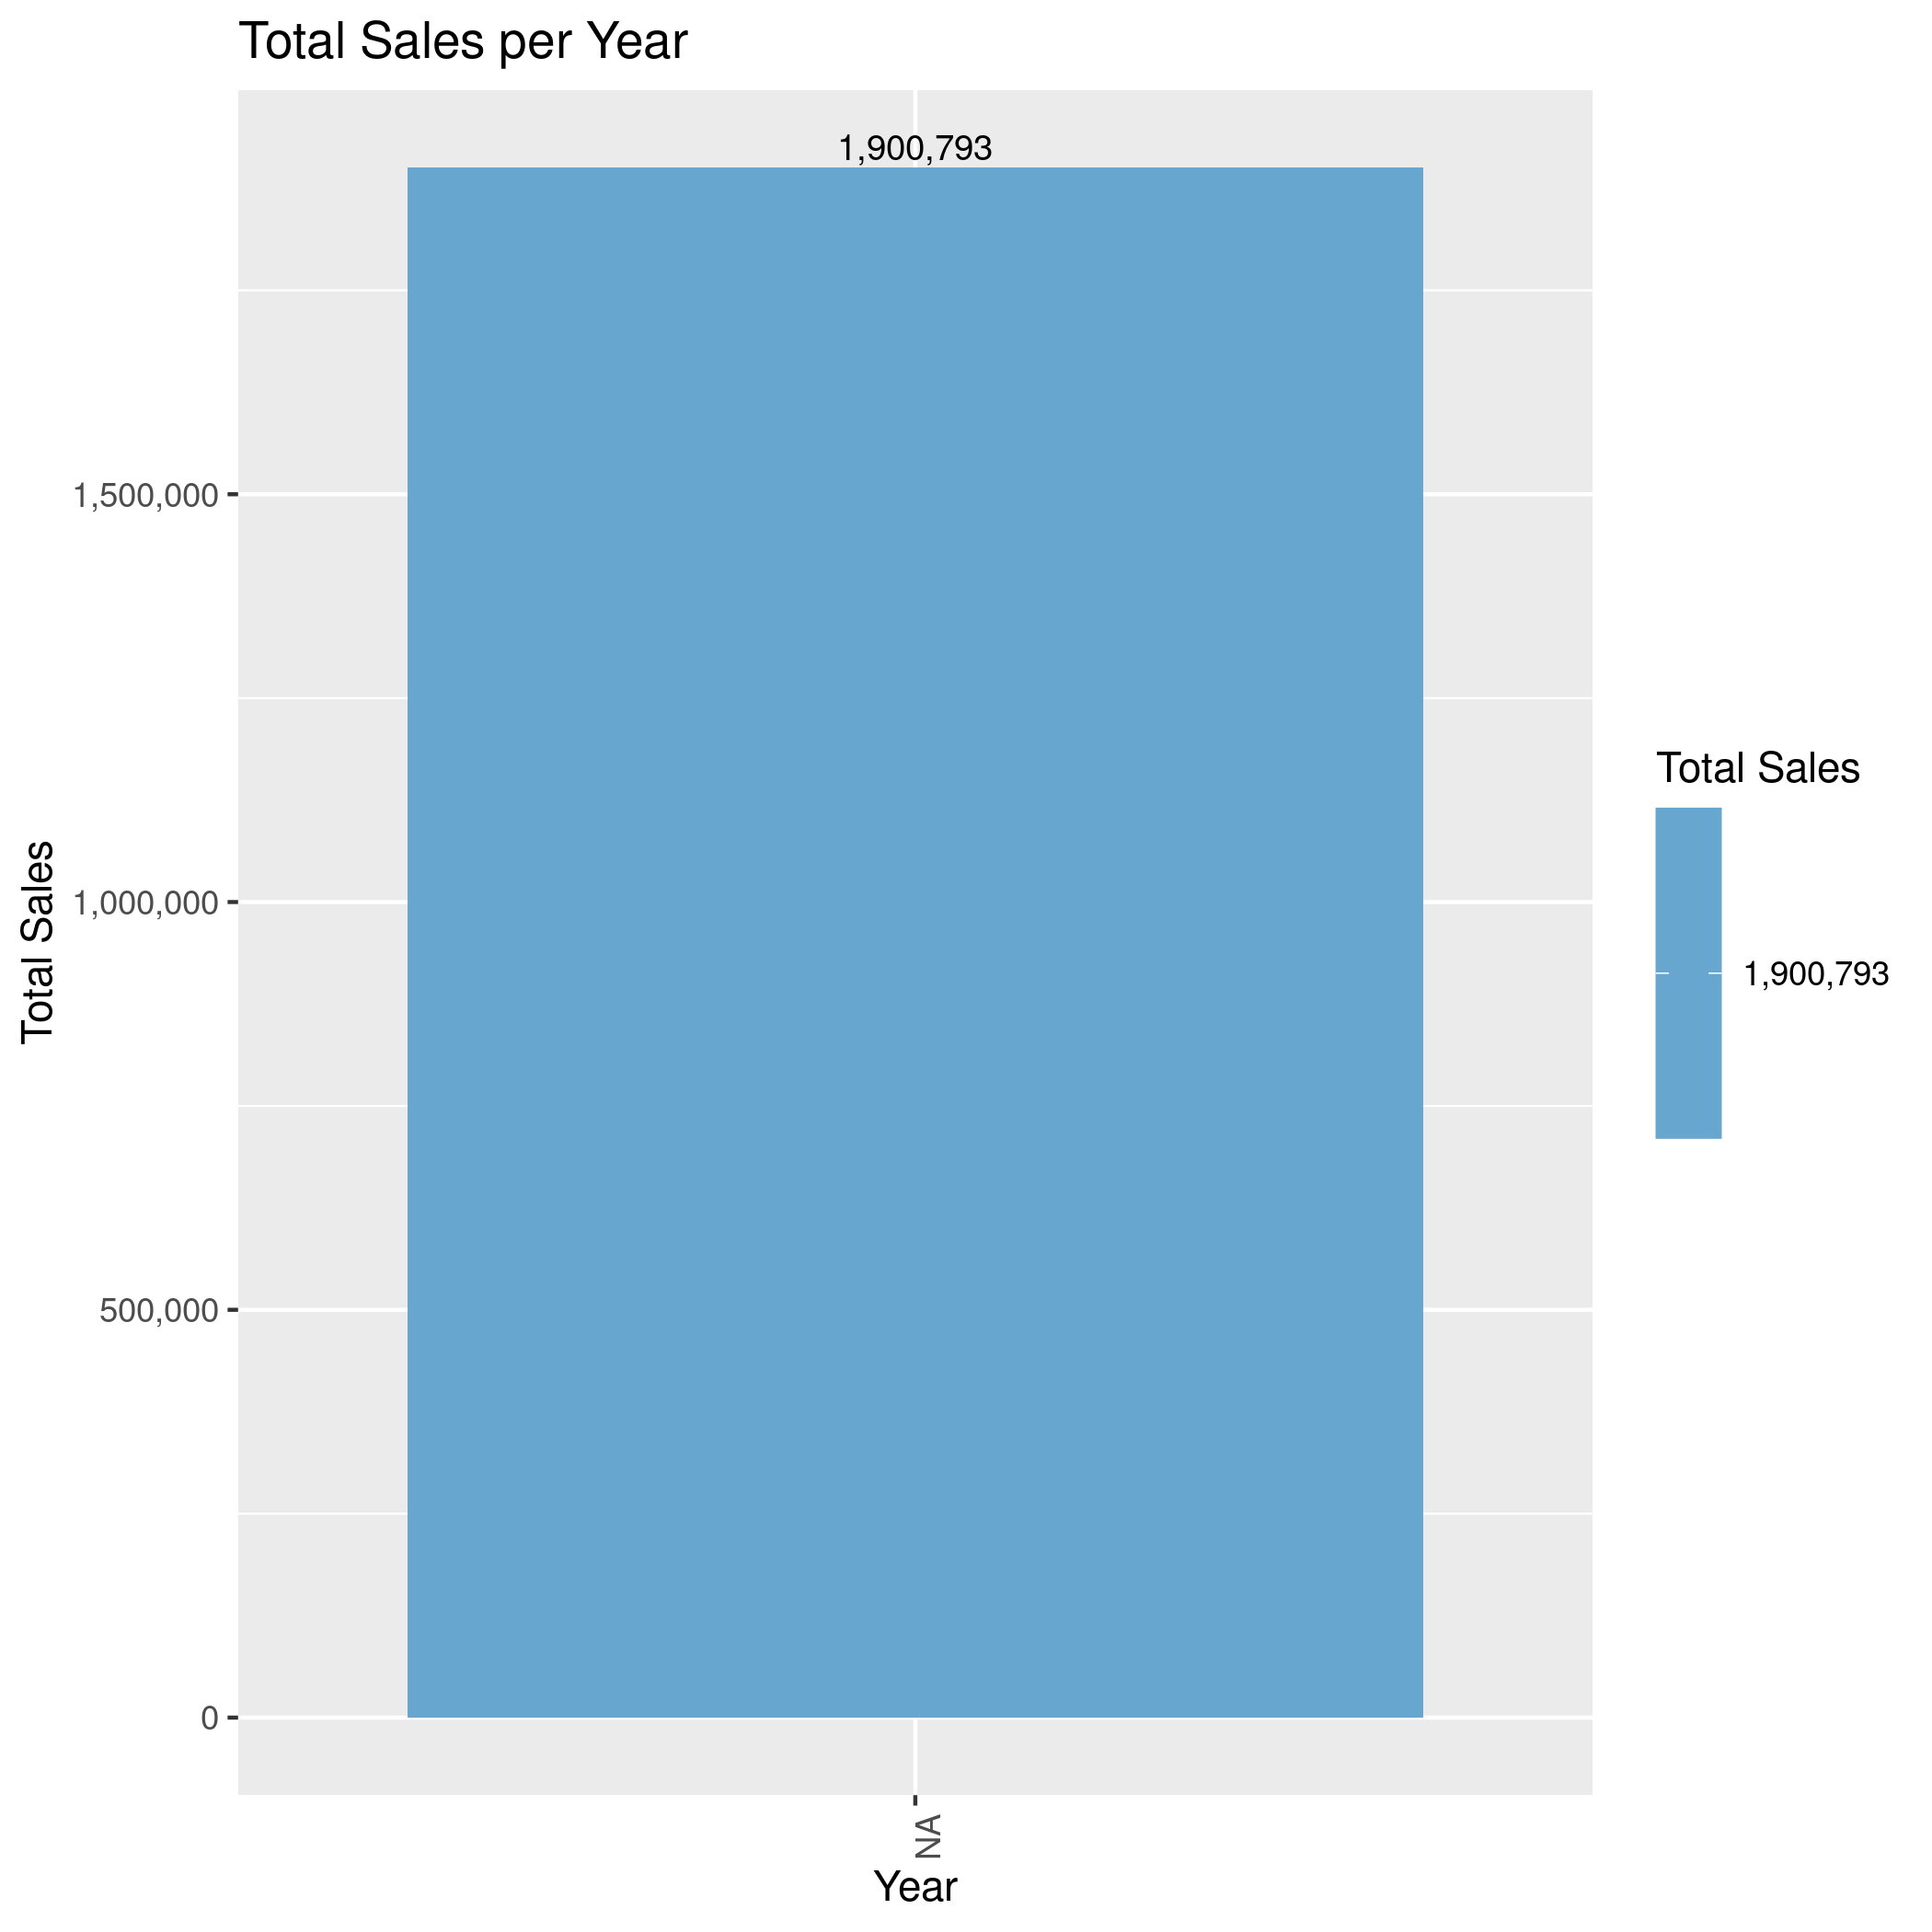 Total Sales per Year
1,900,793
1,500,000
1,000,000
500,000
0
Total Sales
NA
Year
Total Sales
1,900,793